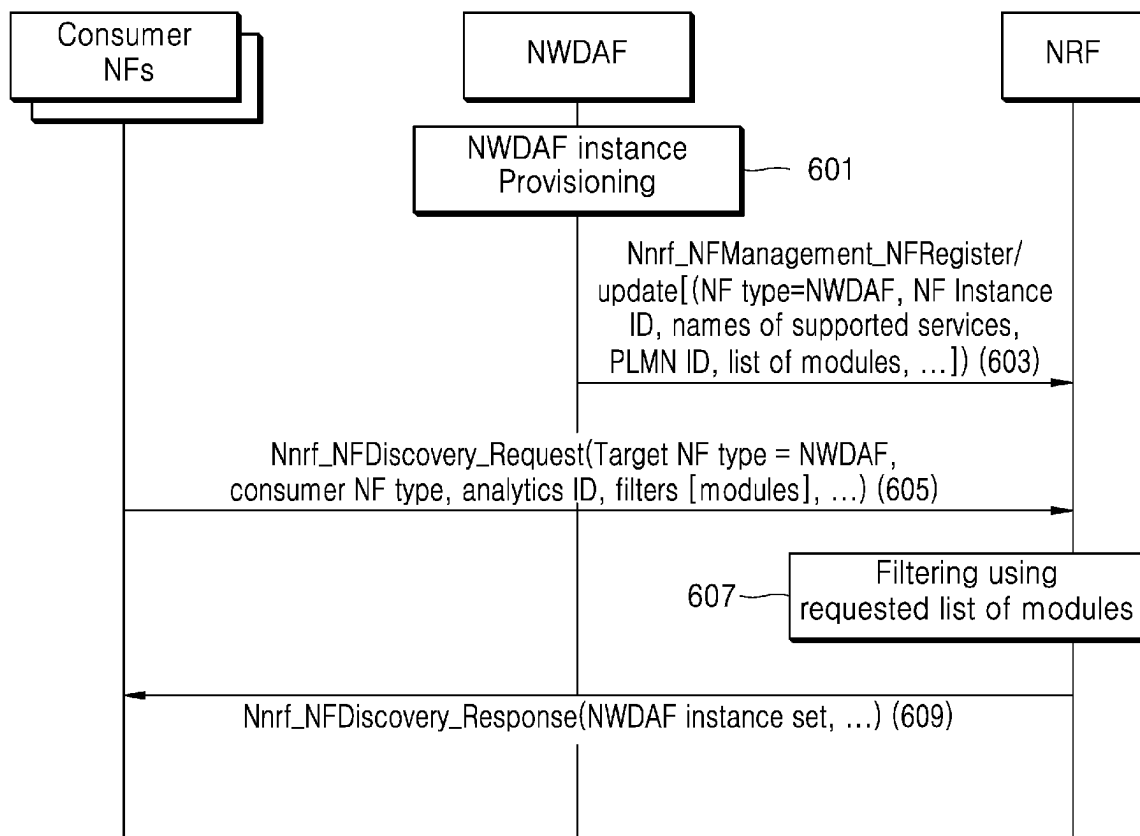 Consumer
NFs
NWDAF
NRF
NWDAF instance
Provisioning
601
Nnrf_NFManagement_NFRegister/
update[(NF type=NWDAF, NF Instance
ID, names of supported services,
PLMN ID, list of modules, ...]) (603)
Nnrf_NFDiscovery_Request(Target NF type = NWDAF,
consumer NF type, analytics ID, filters [modules], ...) (605)
607
Filtering using
requested list of modules
Nnrf_NFDiscovery_Response(NWDAF instance set, ...) (609)